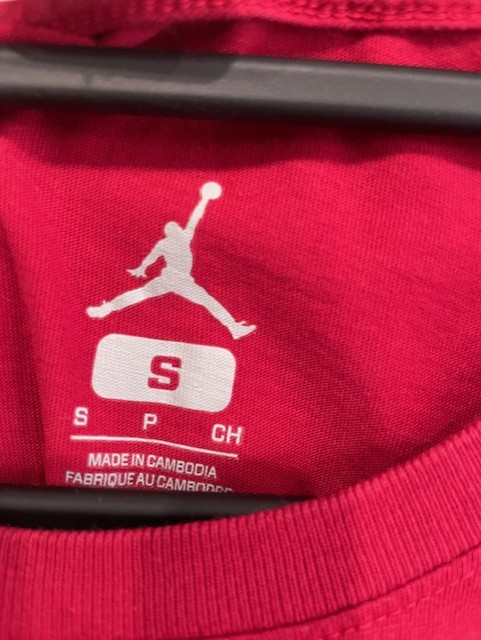 S
S P CH
MADE IN CAMBODIA
FABRIQUE AU CAMBODGE